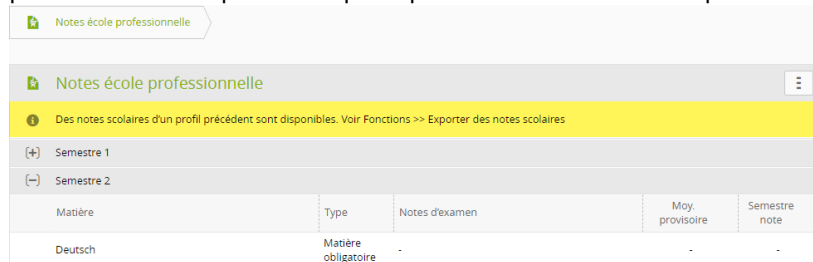 Notes école professionnelle
Notes école professionnelle
Des notes scolaires d'un profil précédent sont disponibles. Voir Fonctions >> Exporter des notes scolaires
(+) Semestre 1
(−) Semestre 2
Matière Type Notes d'examen Moy. provisoire Semestre note
Deutsch Matière obligatoire - - -